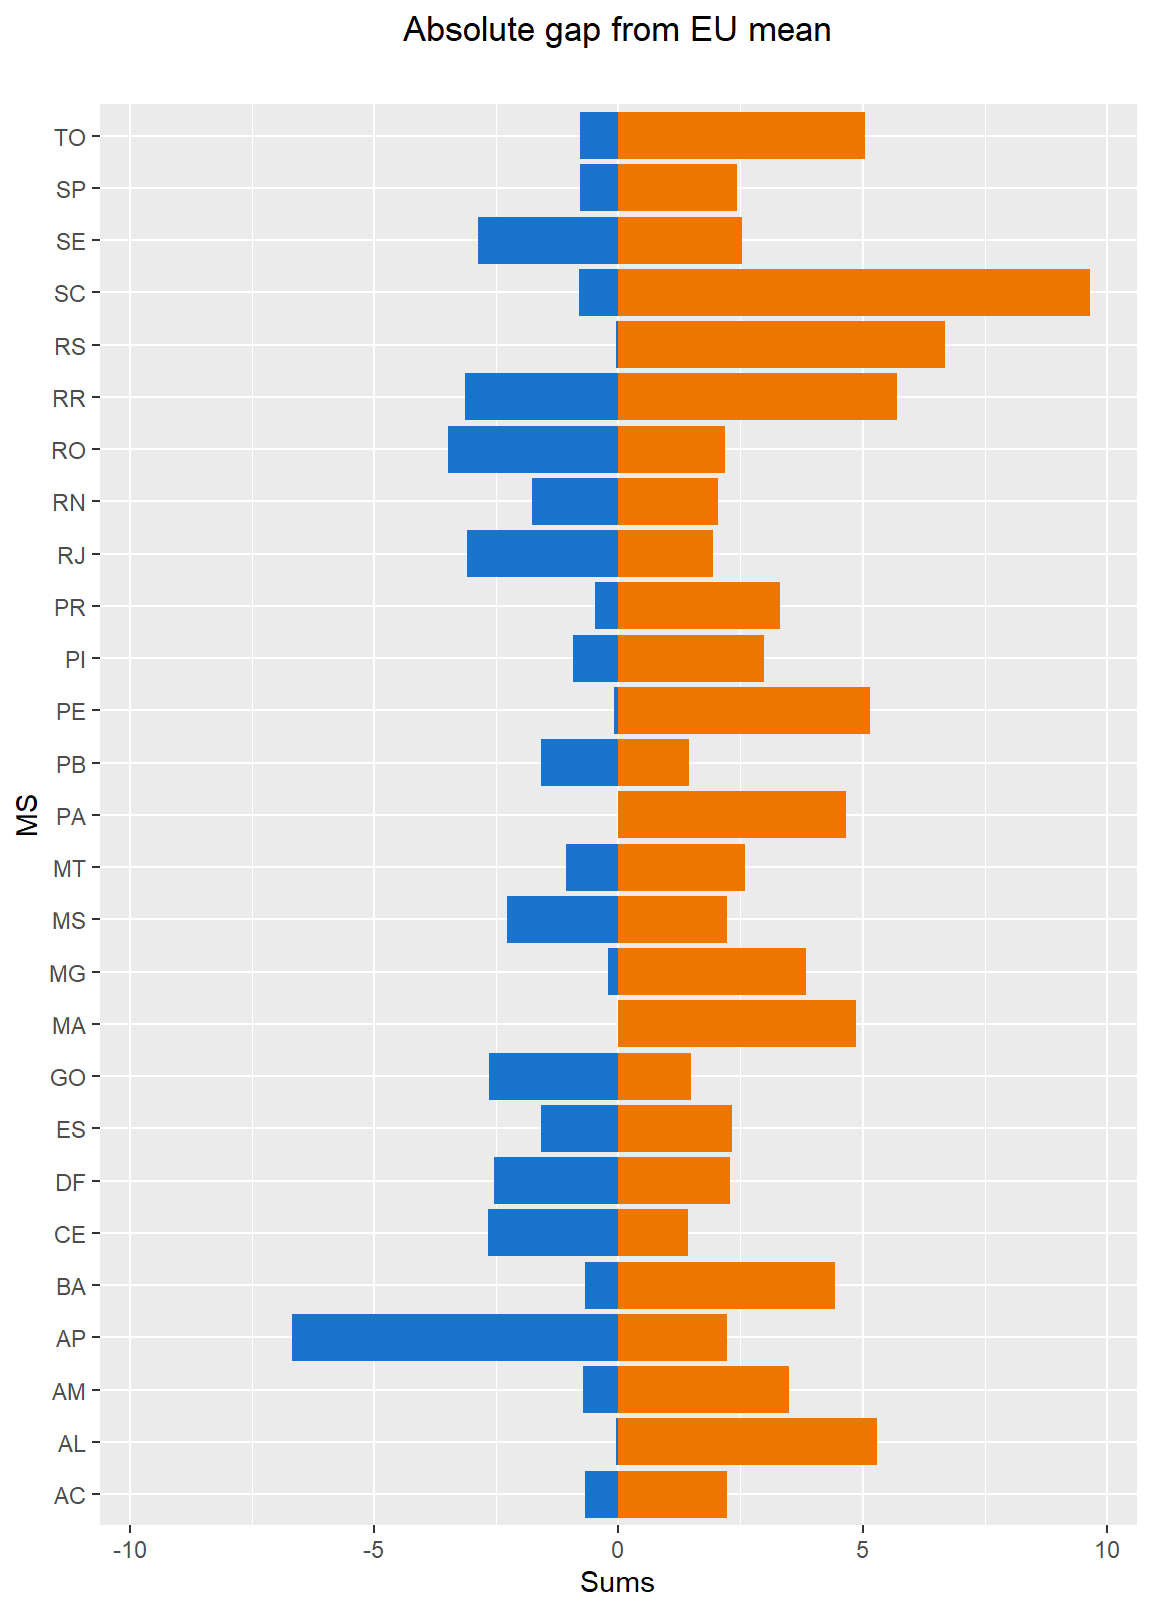 Absolute gap from EU mean
TO
SP
SE
SC
RS
RR
RO
RN
RJ
PR
PI
PE
PB
PA
MT
MS
MG
MA
GO
ES
DF
CE
BA
AP
AM
AL
AC
MS
-10 -5 0 5 10
Sums